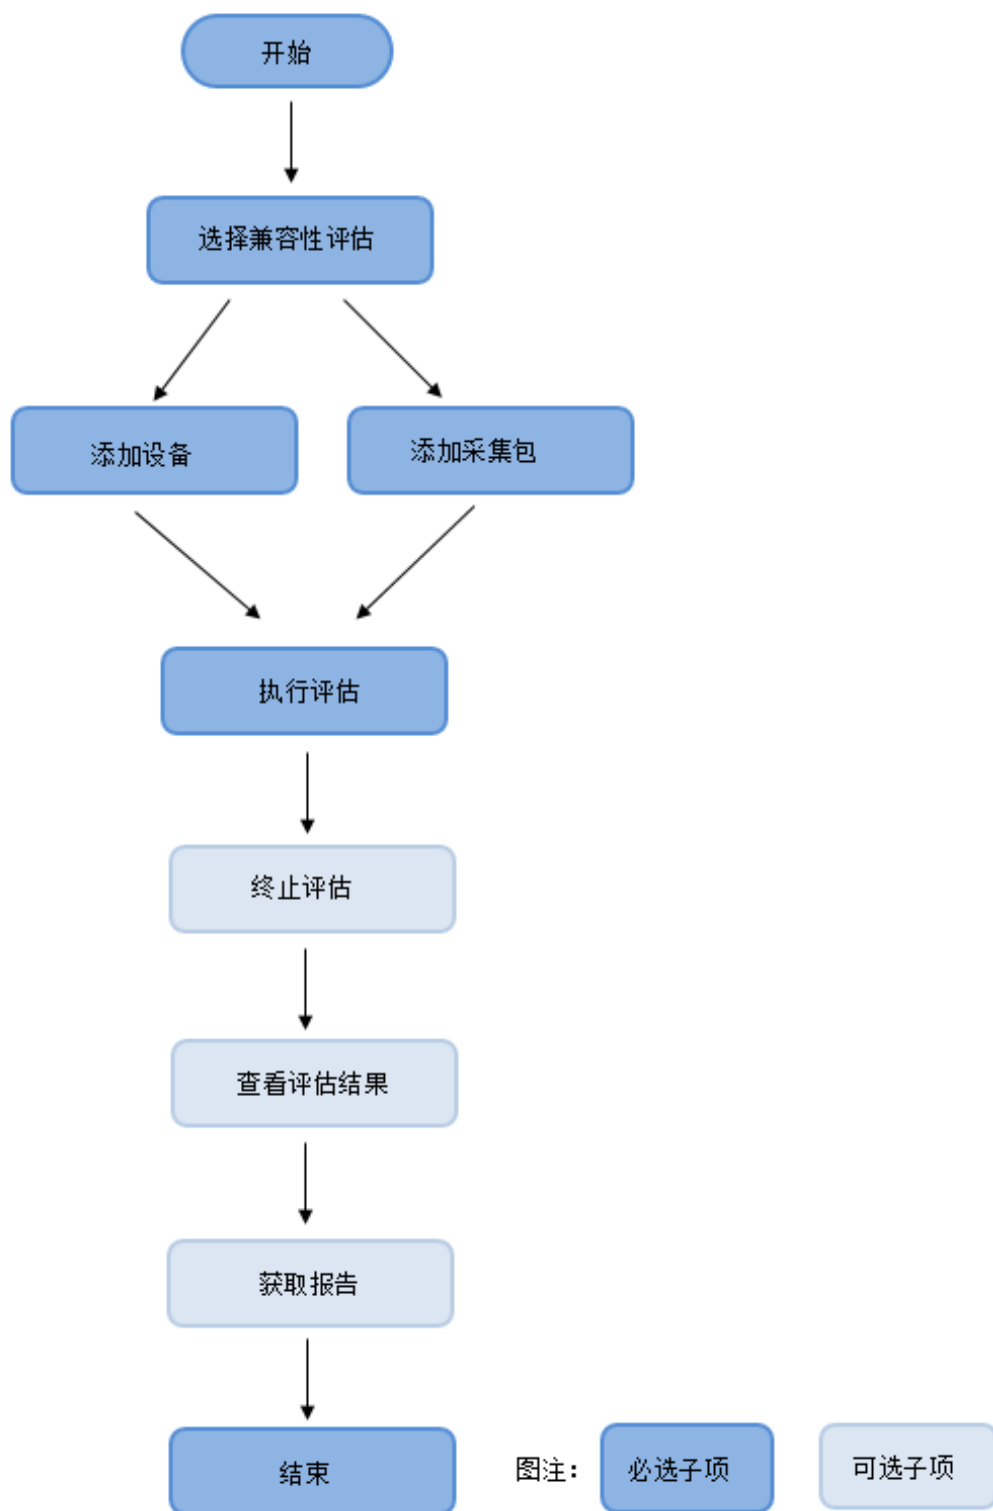 开始
选择兼容性评估
添加设备
添加采集包
执行评估
终止评估
查看评估结果
获取报告
结束
图注：
必选子项
可选子项